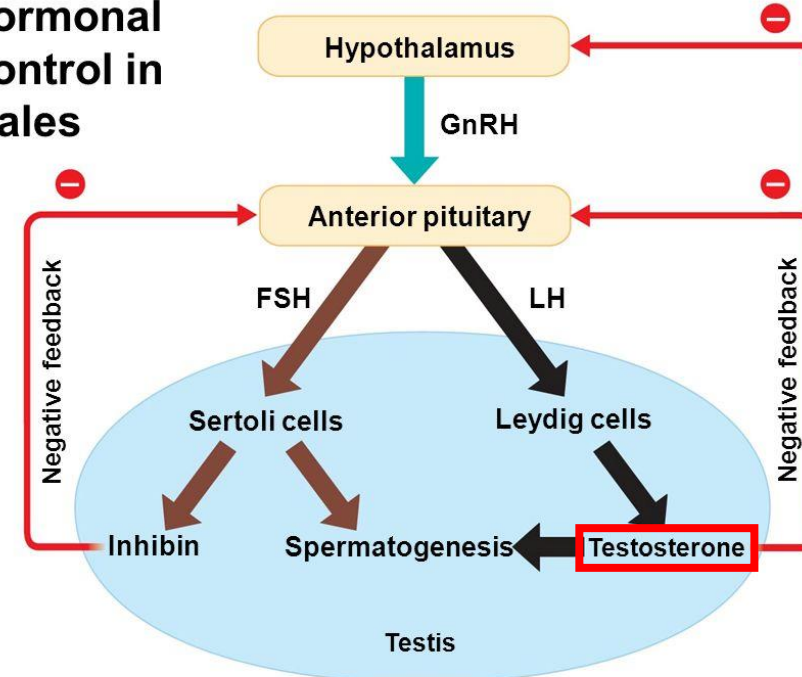 ormonal
ontrol in
ales
Hypothalamus
GnRH
Anterior pituitary
FSH
LH
Negative feedback
Negative feedback
Sertoli cells
Leydig cells
Inhibin
Spermatogenesis
Testosterone
Testis